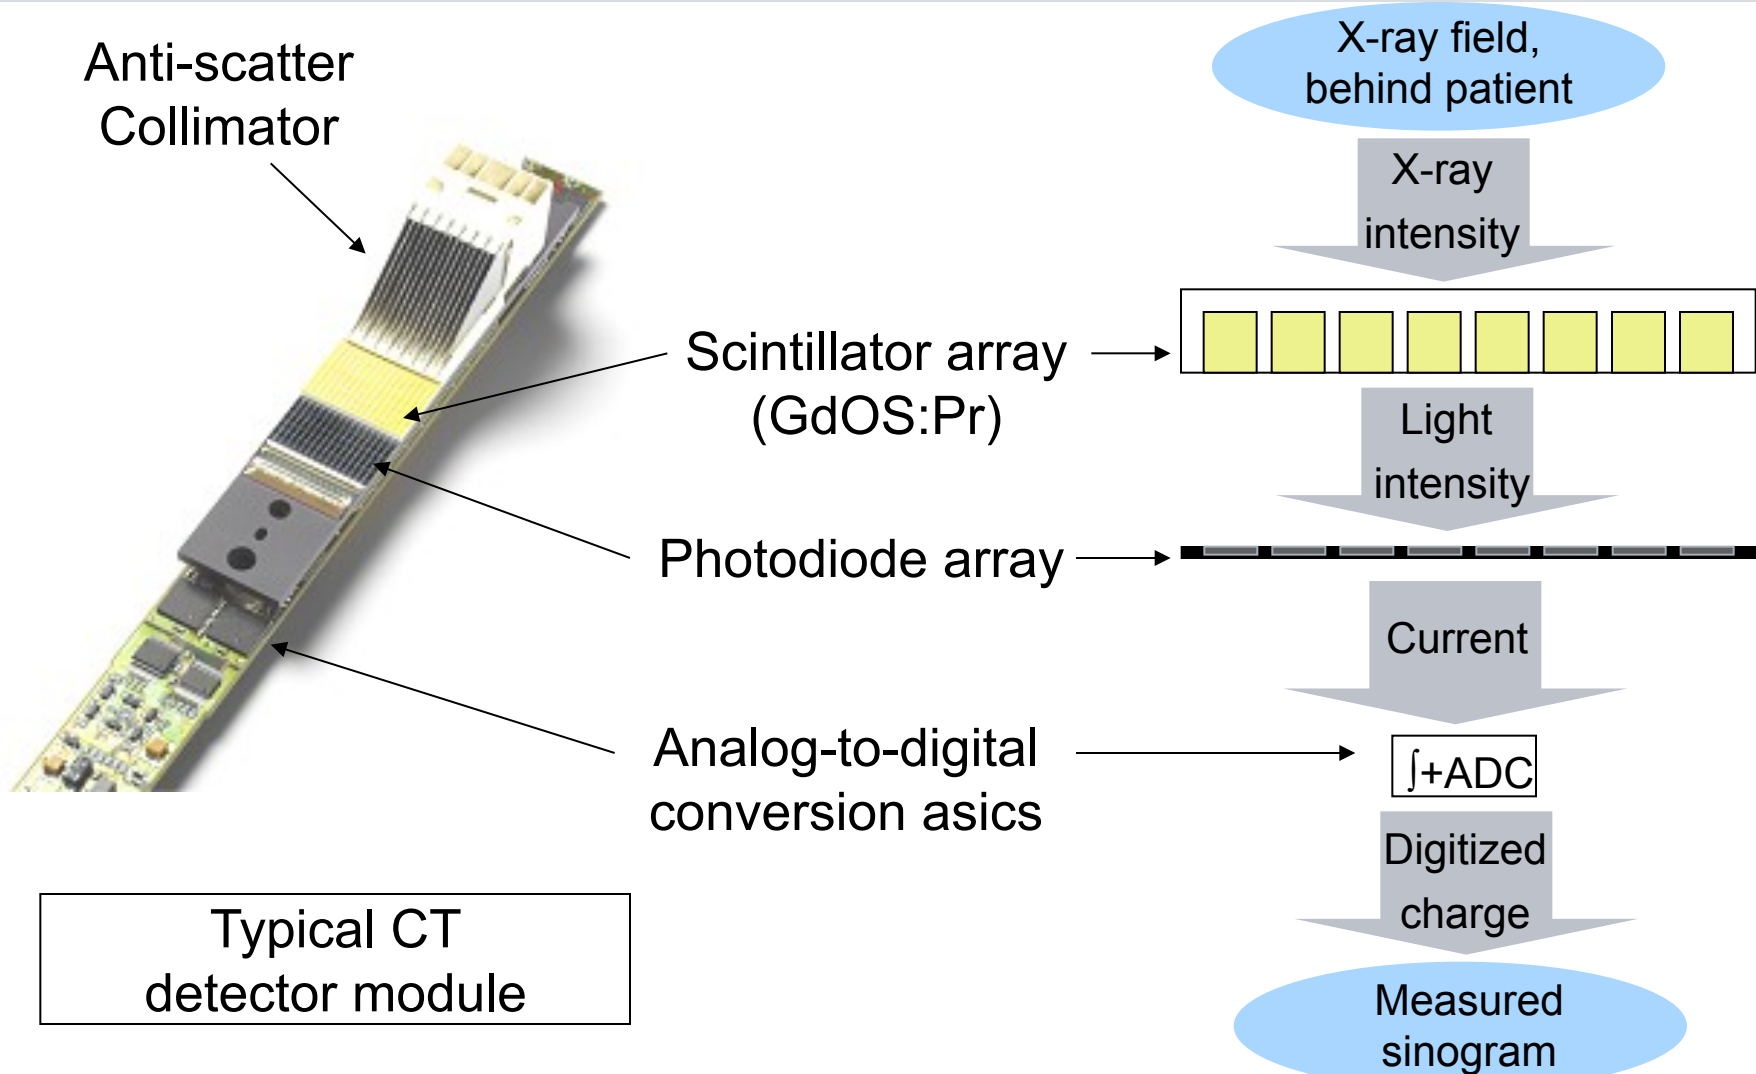 Anti-scatter
Collimator
Scintillator array
(GdOS:Pr)
Photodiode array
Analog-to-digital
conversion asics
Typical CT
detector module
X-ray field,
behind patient
X-ray
intensity
Light
intensity
Current
∫+ADC
Digitized
charge
Measured
sinogram